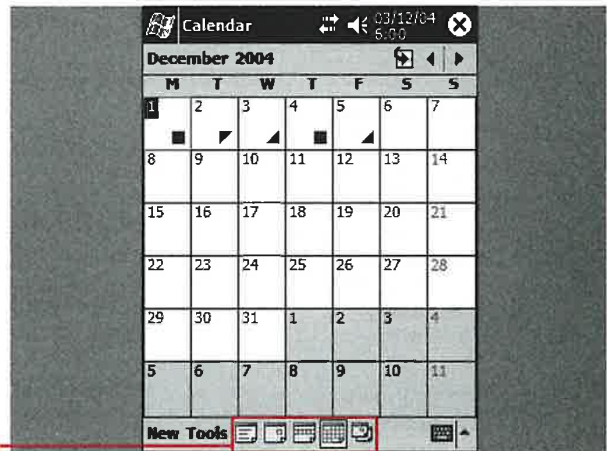 Calendar 03/12/04
6:00
December 2004
M T W T F S S
1 2 3 4 5 6 7
8 9 10 11 12 13 14
15 16 17 18 19 20 21
22 23 24 25 26 27 28
29 30 31 1 2 3 4
5 6 7 8 9 10 11
New Tools